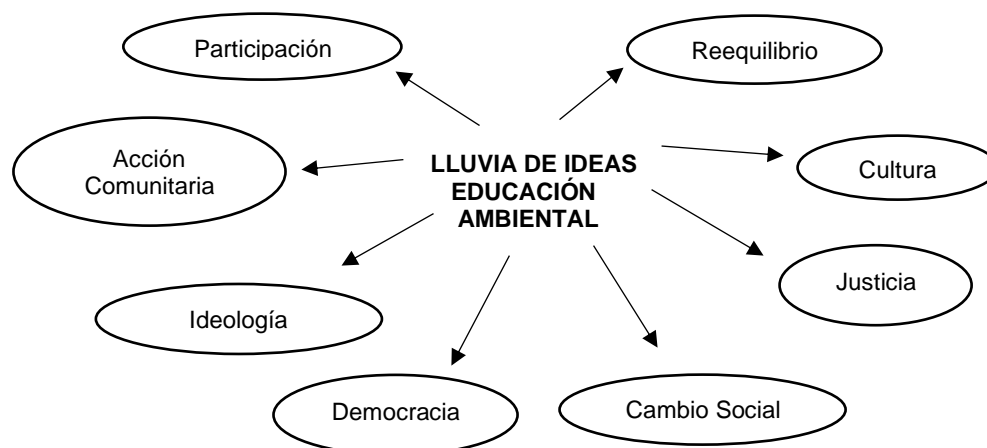 Participación
Reequilibrio
Acción
Comunitaria
LLUVIA DE IDEAS
EDUCACIÓN
AMBIENTAL
Cultura
Justicia
Ideología
Democracia
Cambio Social